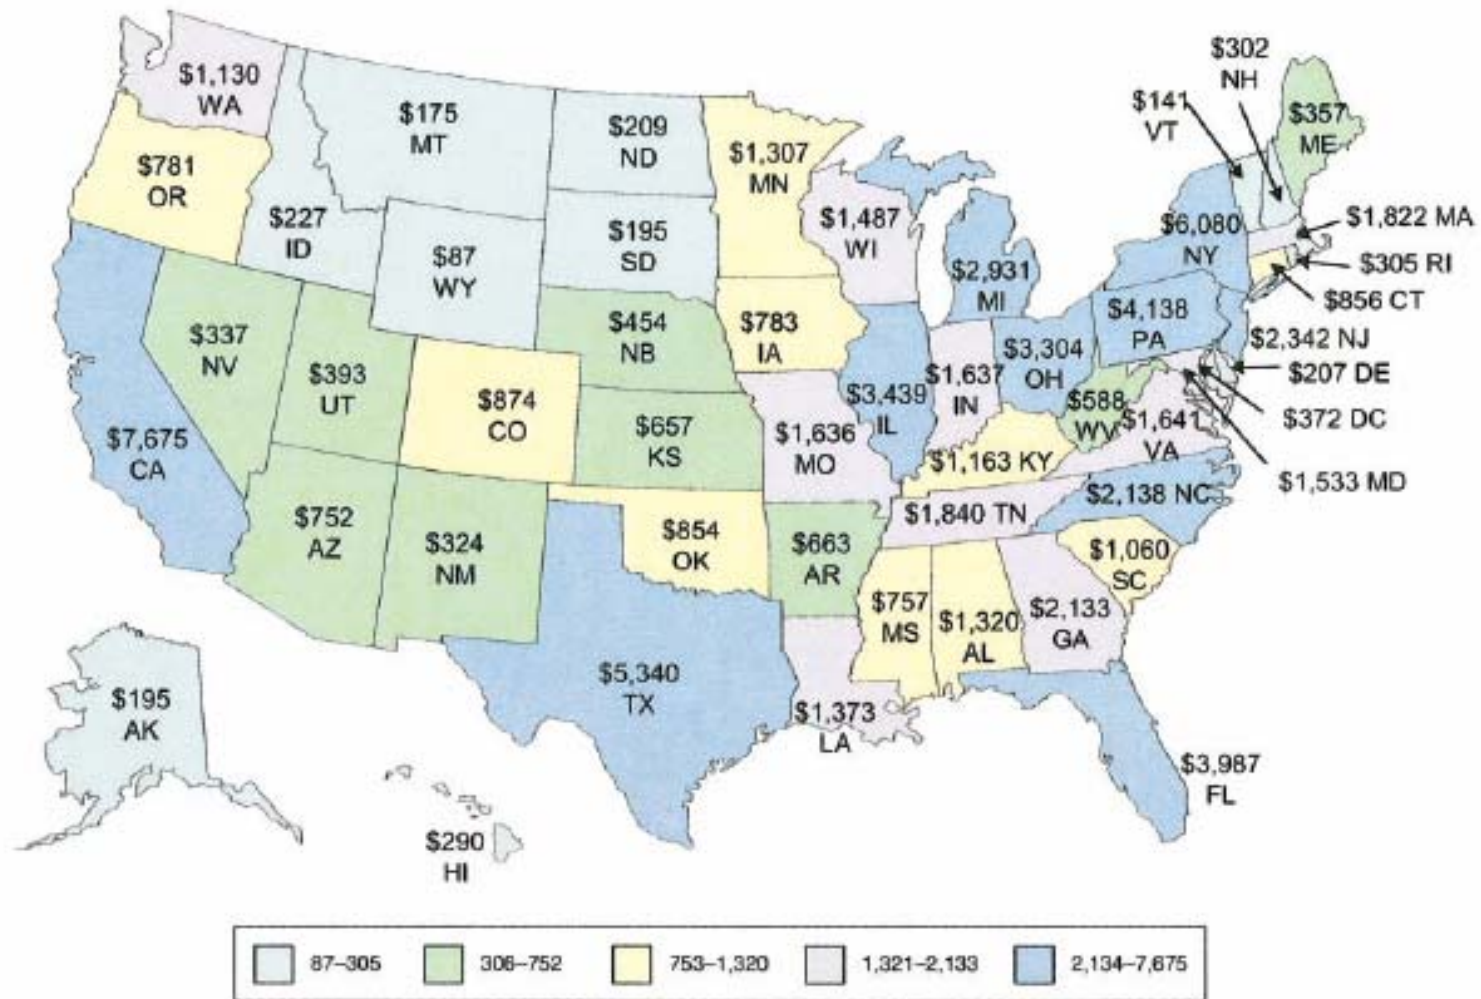 $302
NH
$1,130
WA
$141
VT
$357
ME
$175
MT
$209
ND
$1,307
MN
$781
OR
$227
ID
$87
WY
$195
SD
$1,487
WI
$2,931
MI
$6,080
NY
$1,822 MA
$305 RI
$856 CT
$4,138
PA
$2,342 NJ
$207 DE
$372 DC
$1,533 MD
$337
NV
$393
UT
$454
NB
$783
IA
$3,439
IL
$1,637
IN
$3,304
OH
$588
WV
$1,641
VA
$7,675
CA
$874
CO
$657
KS
$1,636
MO
$1,163 KY
$2,138 NC
$1,840 TN
$752
AZ
$324
NM
$854
OK
$663
AR
$1,060
SC
$757
MS
$1,320
AL
$2,133
GA
$5,340
TX
$1,373
LA
$3,987
FL
$195
AK
$290
HI
87–305
306–752
753–1,320
1,321–2,133
2,134–7,675